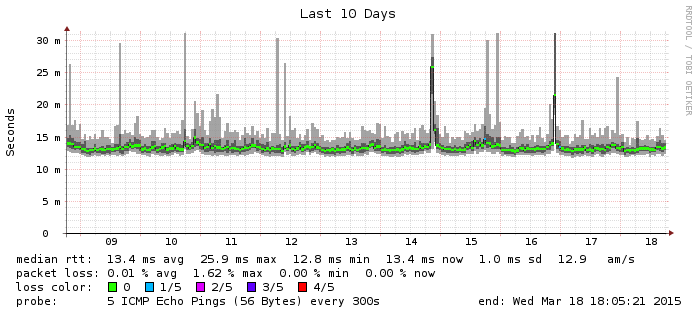 Last 10 Days
RRDTOOL / TOBI OETIKER
Seconds
30 m
25 m
20 m
15 m
10 m
5 m
0
09 10 11 12 13 14 15 16 17 18
median rtt: 13.4 ms avg 25.9 ms max 12.8 ms min 13.4 ms now 1.0 ms sd 12.9 am/s
packet loss: 0.01 % avg 1.62 % max 0.00 % min 0.00 % now
loss color: 0 1/5 2/5 3/5 4/5
probe: 5 ICMP Echo Pings (56 Bytes) every 300s end: Wed Mar 18 18:05:21 2015